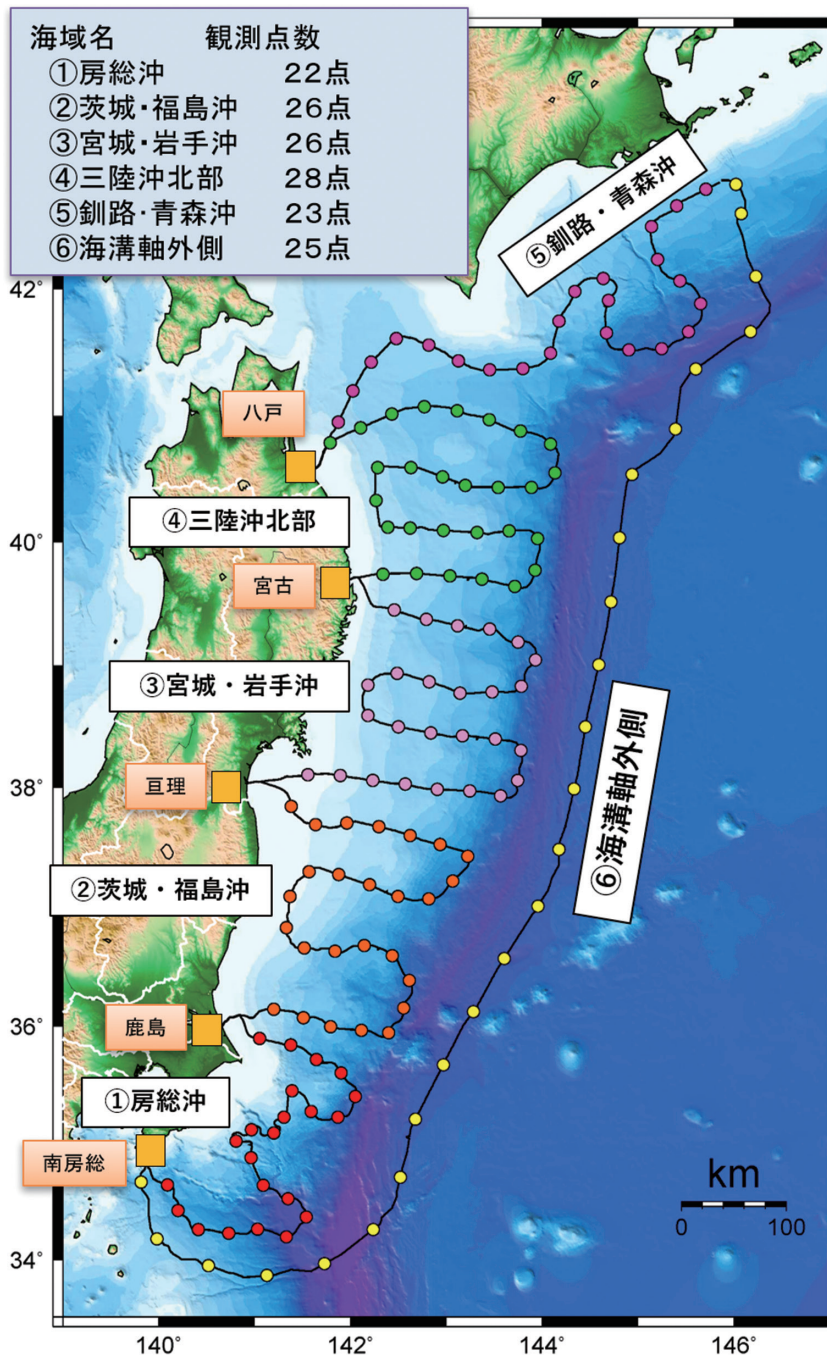 海域名 観測点数
①房総沖 22点
②茨城・福島沖 26点
③宮城・岩手沖 26点
④三陸沖北部 28点
⑤釧路・青森沖 23点
⑥海溝軸外側 25点
⑤釧路・青森沖
42°
八戸
④三陸沖北部
40°
宮古
③宮城・岩手沖
38°
亘理
⑥海溝軸外側
②茨城・福島沖
36°
鹿島
①房総沖
南房総
km
0 100
34°
140° 142° 144° 146°